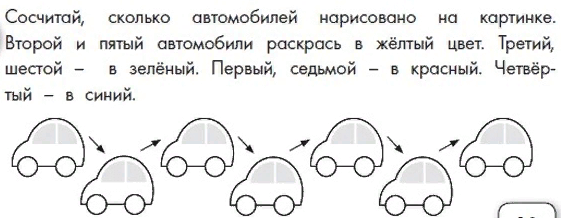 Сосчитай, сколько автомобилей нарисовано на картинке.
Второй и пятый автомобили раскрась в жёлтый цвет. Третий,
шестой – в зелёный. Первый, седьмой – в красный. Четвёр-
тый – в синий.